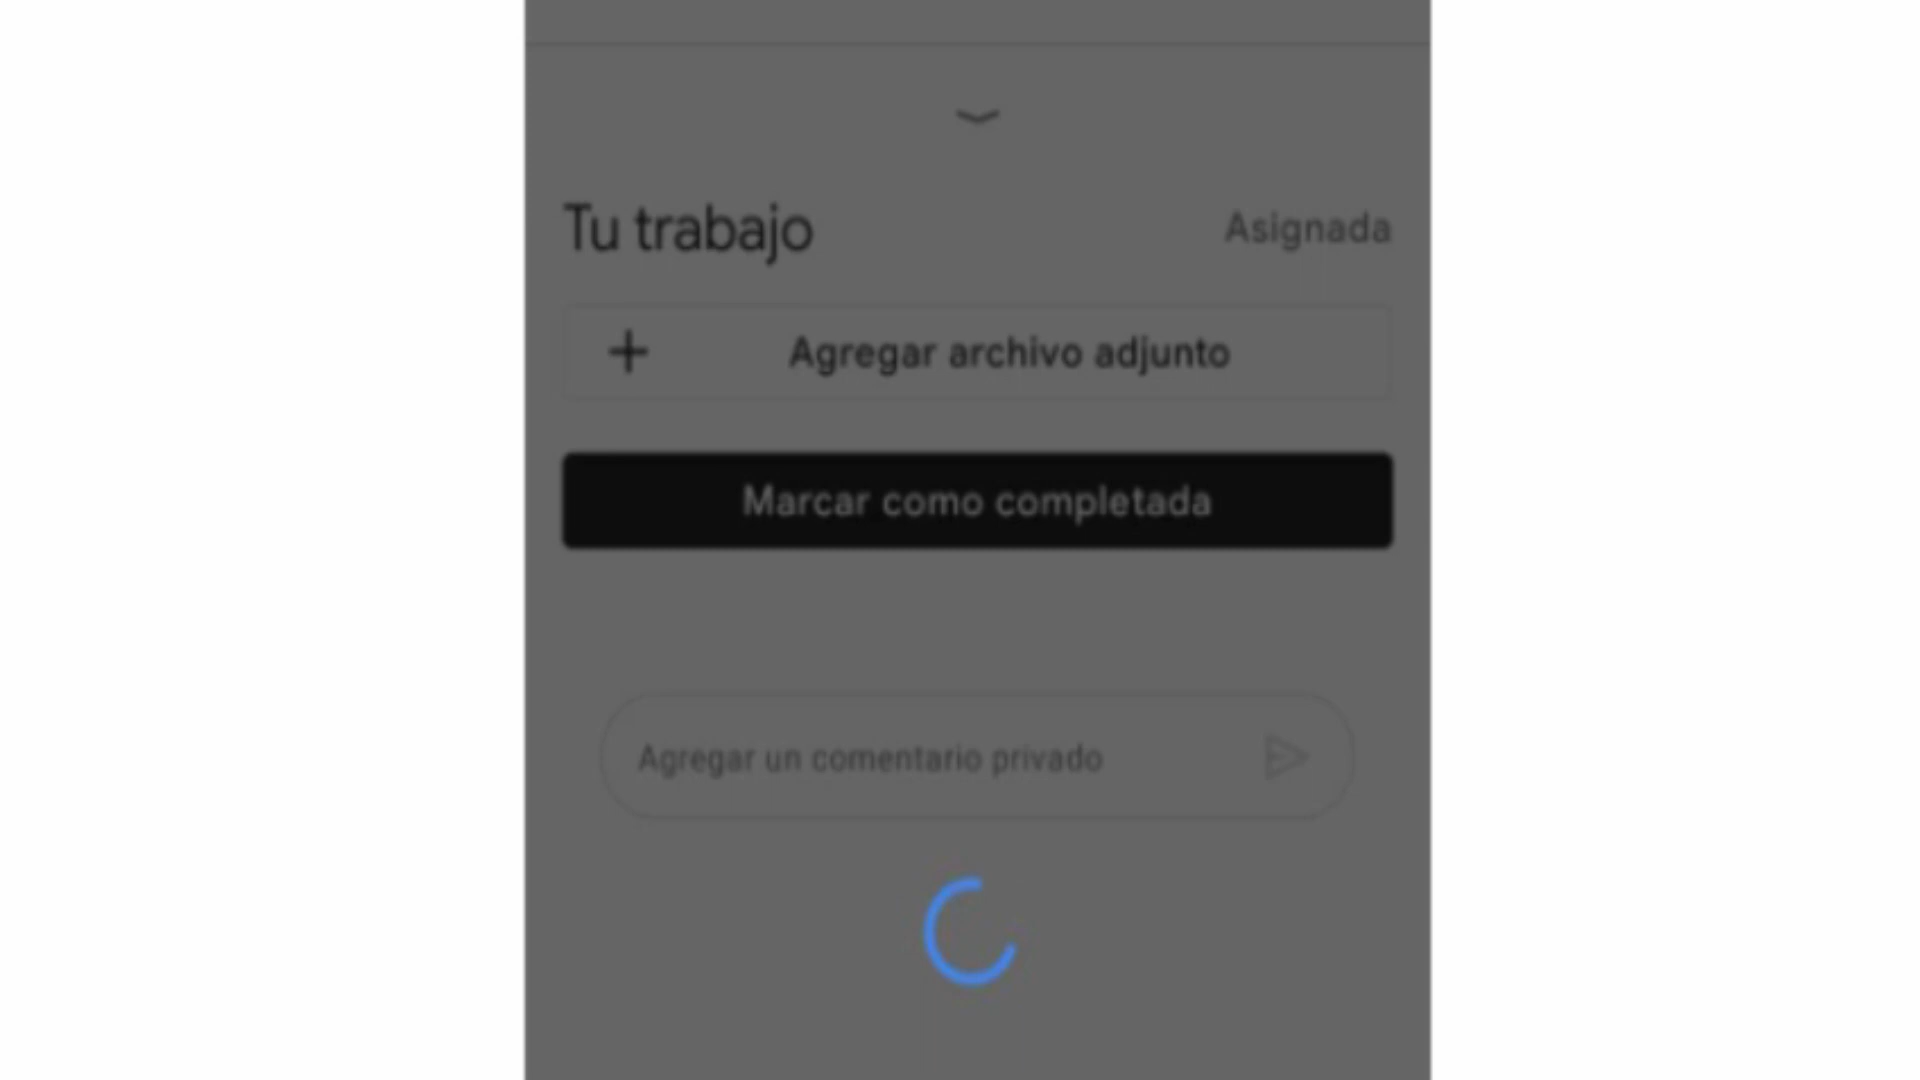 Tu trabajo
Asignada
Agregar archivo adjunto
Marcar como completada
Agregar un comentario privado